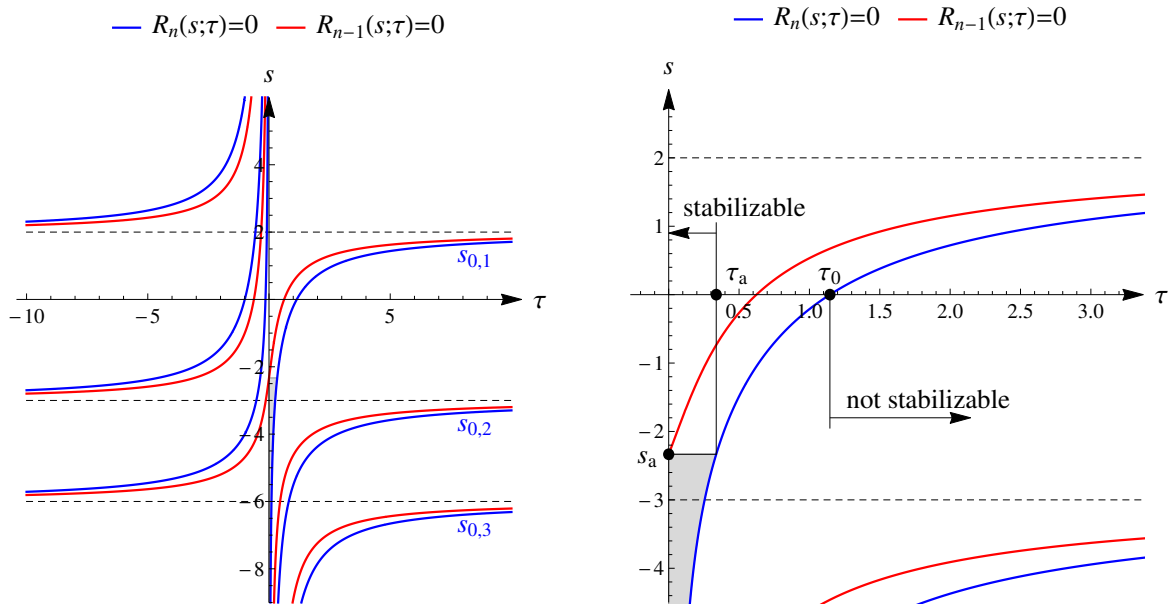 Rₙ(s;τ)=0 Rₙ₋₁(s;τ)=0
s
4
2
s₀,₁
−10 −5 5 τ
−2
−4
s₀,₂
−6
s₀,₃
−8
Rₙ(s;τ)=0 Rₙ₋₁(s;τ)=0
s
2
stabilizable
1
τₐ τ₀
0.5 1.0 1.5 2.0 2.5 3.0 τ
−1
not stabilizable
−2
sₐ
−3
−4